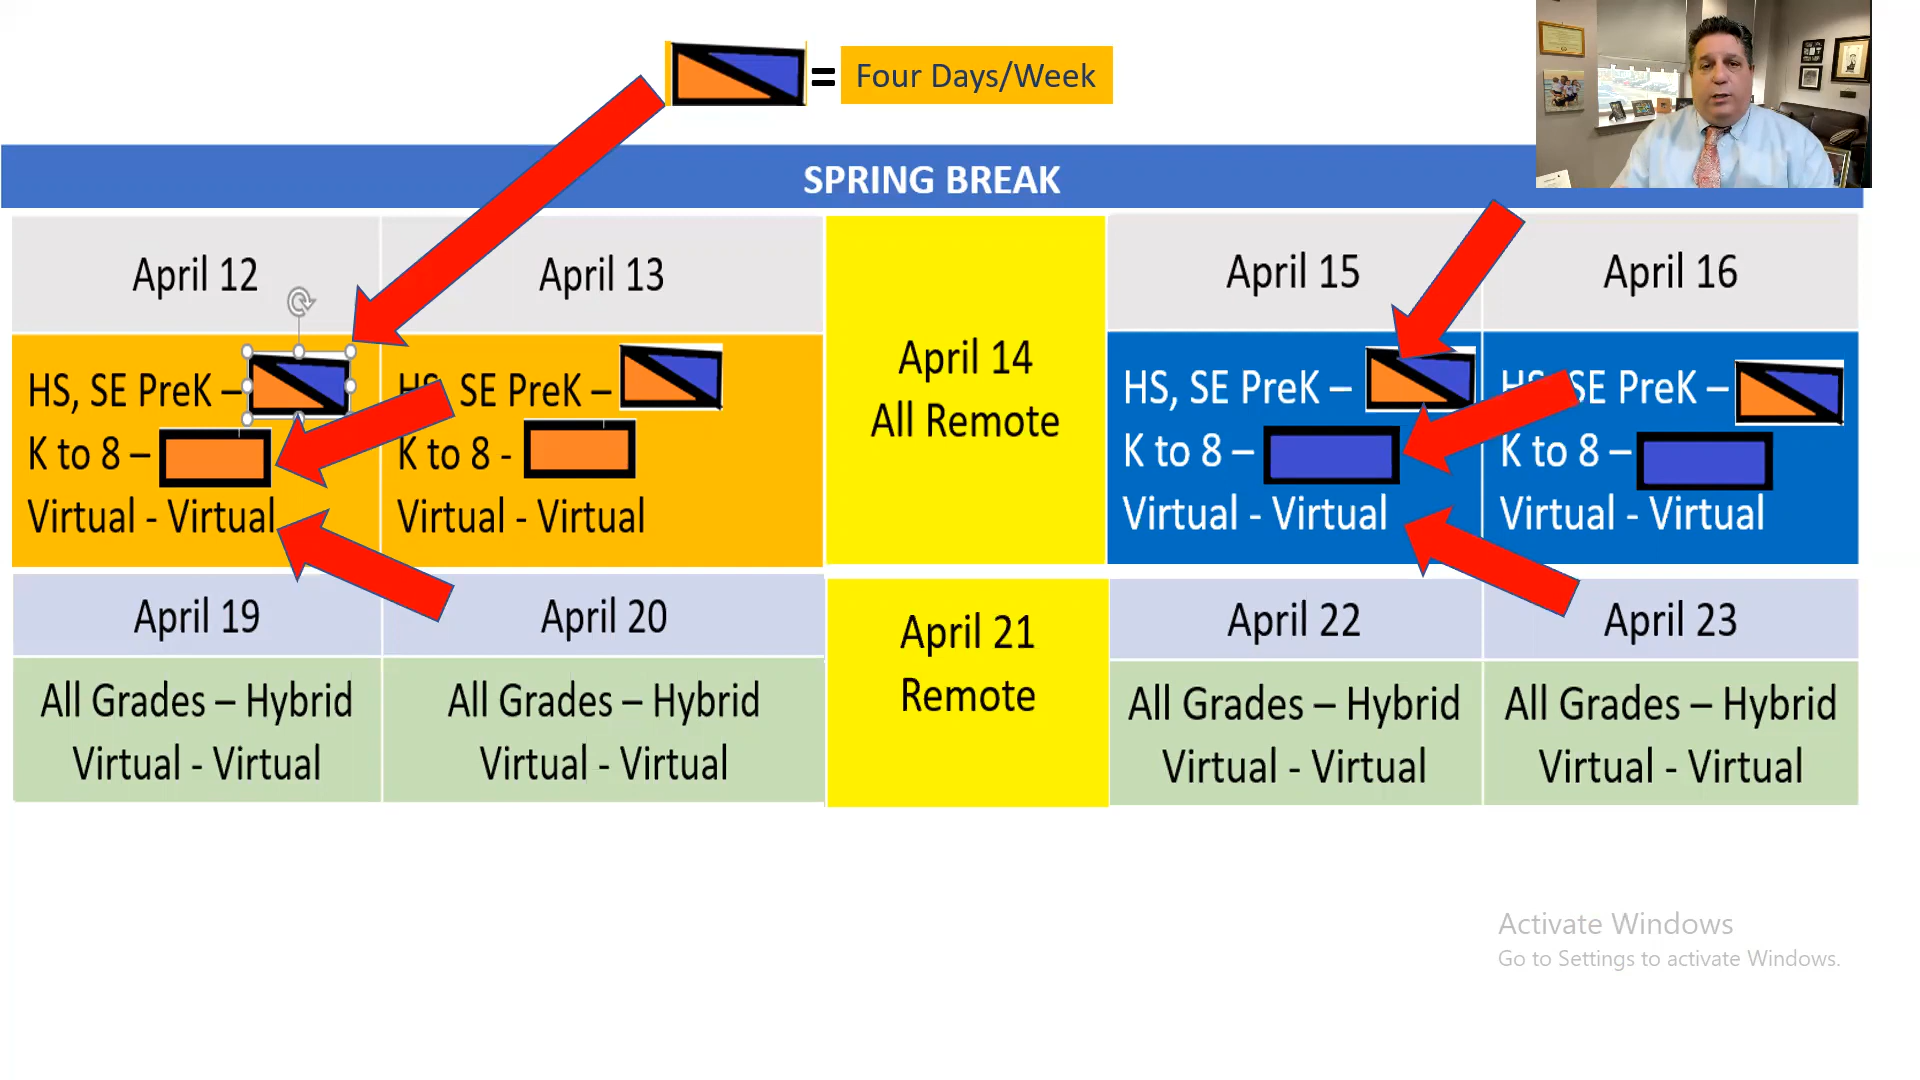 = Four Days/Week
SPRING BREAK
April 12
April 13
April 14
All Remote
April 15
April 16
HS, SE PreK –
K to 8 –
Virtual - Virtual
HS, SE PreK –
K to 8 -
Virtual - Virtual
HS, SE PreK –
K to 8 –
Virtual - Virtual
HS, SE PreK –
K to 8 –
Virtual - Virtual
April 19
April 20
April 21
Remote
April 22
April 23
All Grades – Hybrid
Virtual - Virtual
All Grades – Hybrid
Virtual - Virtual
All Grades – Hybrid
Virtual - Virtual
All Grades – Hybrid
Virtual - Virtual
Activate Windows
Go to Settings to activate Windows.